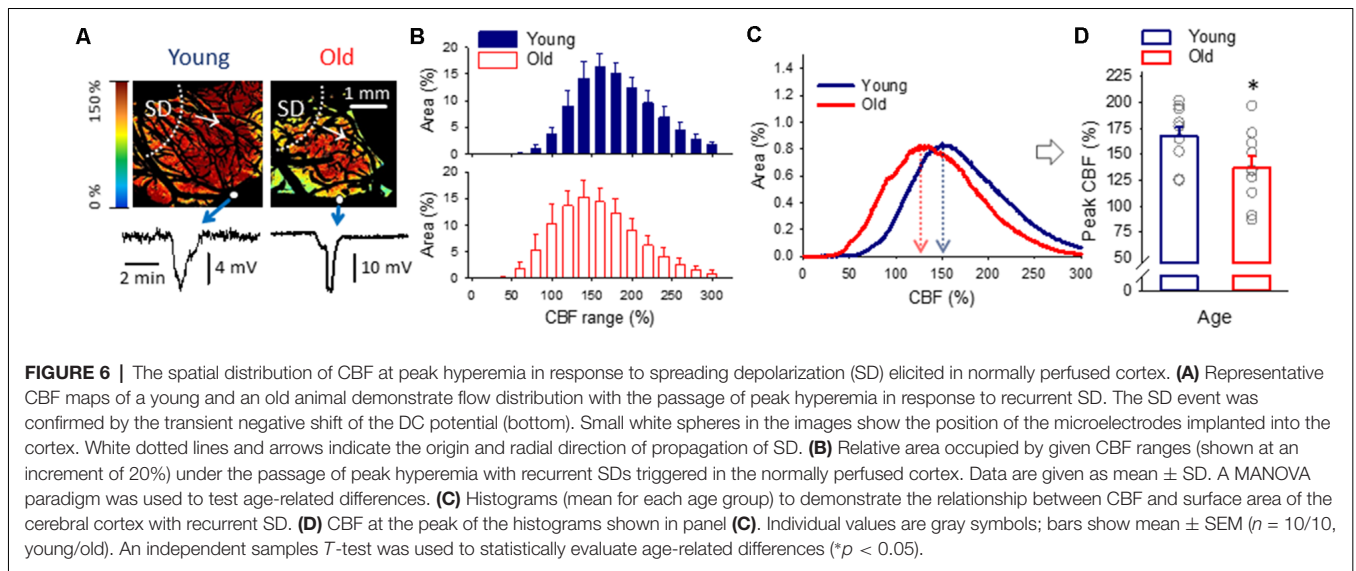 A
Young
Old
150 %
0 %
SD
SD
1 mm
2 min
4 mV
10 mV
B
Young
Old
20
15
10
5
0
Area (%)
20
15
10
5
0
Area (%)
0 50 100 150 200 250 300
CBF range (%)
C
Young
Old
1.4
1.2
1.0
0.8
0.6
0.4
0.2
0.0
Area (%)
0 50 100 150 200 250 300
CBF (%)
D
Young
Old
225
200
175
150
125
100
75
50
0
Peak CBF (%)
*
Age
FIGURE 6 | The spatial distribution of CBF at peak hyperemia in response to spreading depolarization (SD) elicited in normally perfused cortex. (A) Representative
CBF maps of a young and an old animal demonstrate flow distribution with the passage of peak hyperemia in response to recurrent SD. The SD event was
confirmed by the transient negative shift of the DC potential (bottom). Small white spheres in the images show the position of the microelectrodes implanted into the
cortex. White dotted lines and arrows indicate the origin and radial direction of propagation of SD. (B) Relative area occupied by given CBF ranges (shown at an
increment of 20%) under the passage of peak hyperemia with recurrent SDs triggered in the normally perfused cortex. Data are given as mean ± SD. A MANOVA
paradigm was used to test age-related differences. (C) Histograms (mean for each age group) to demonstrate the relationship between CBF and surface area of the
cerebral cortex with recurrent SD. (D) CBF at the peak of the histograms shown in panel (C). Individual values are gray symbols; bars show mean ± SEM (n = 10/10,
young/old). An independent samples T-test was used to statistically evaluate age-related differences (*p < 0.05).